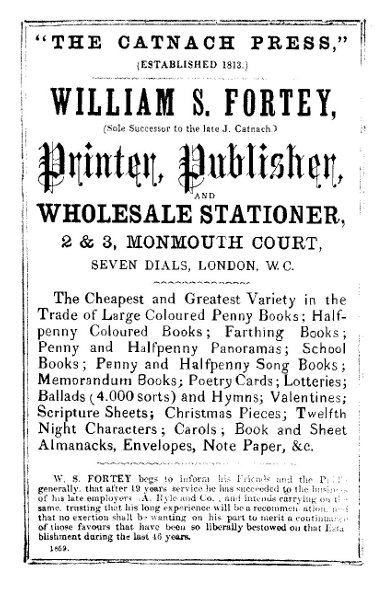 "THE CATNACH PRESS,"
(ESTABLISHED 1813.)
WILLIAM S. FORTEY,
(Sole Successor to the late J. Catnach)
Printer, Publisher,
AND
WHOLESALE STATIONER,
2 & 3, MONMOUTH COURT,
SEVEN DIALS, LONDON, W.C.
The Cheapest and Greatest Variety in the
Trade of Large Coloured Penny Books; Half-
penny Coloured Books; Farthing Books;
Penny and Halfpenny Panoramas; School
Books; Penny and Halfpenny Song Books;
Memorandum Books; Poetry Cards; Lotteries;
Ballads (4.000 sorts) and Hymns; Valentines;
Scripture Sheets; Christmas Pieces; Twelfth
Night Characters; Carols; Book and Sheet
Almanacks, Envelopes, Note Paper, &c.
W. S. FORTEY begs to inform his Friends and the
generally, that after 19 years service he has succeeded to the business
of his late employers A. Ryle and Co., and intends carrying on the
same, trusting that his long experience will be a recommendation, and
that no exertion shall be wanting on his part to merit a continuance
of those favours that have been so liberally bestowed on that Esta
blishment during the last 46 years.
1859.